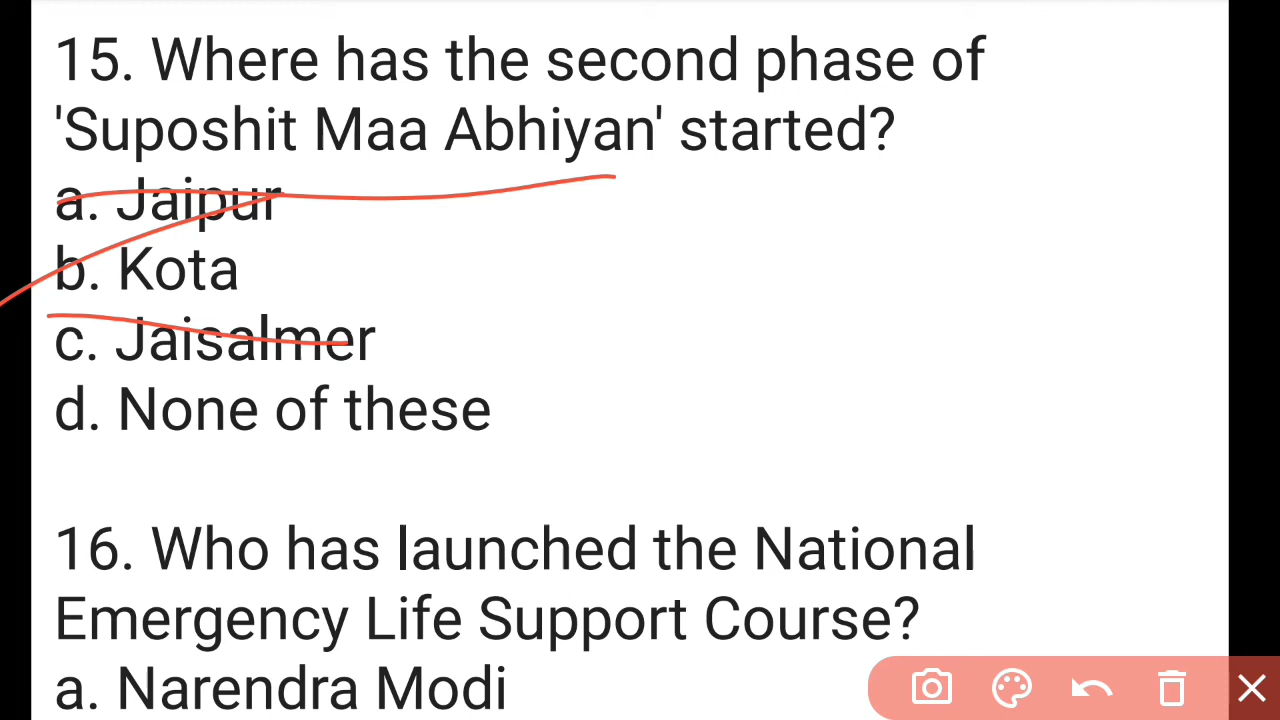 15. Where has the second phase of
'Suposhit Maa Abhiyan' started?
a. Jaipur
b. Kota
c. Jaisalmer
d. None of these
16. Who has launched the National
Emergency Life Support Course?
a. Narendra Modi